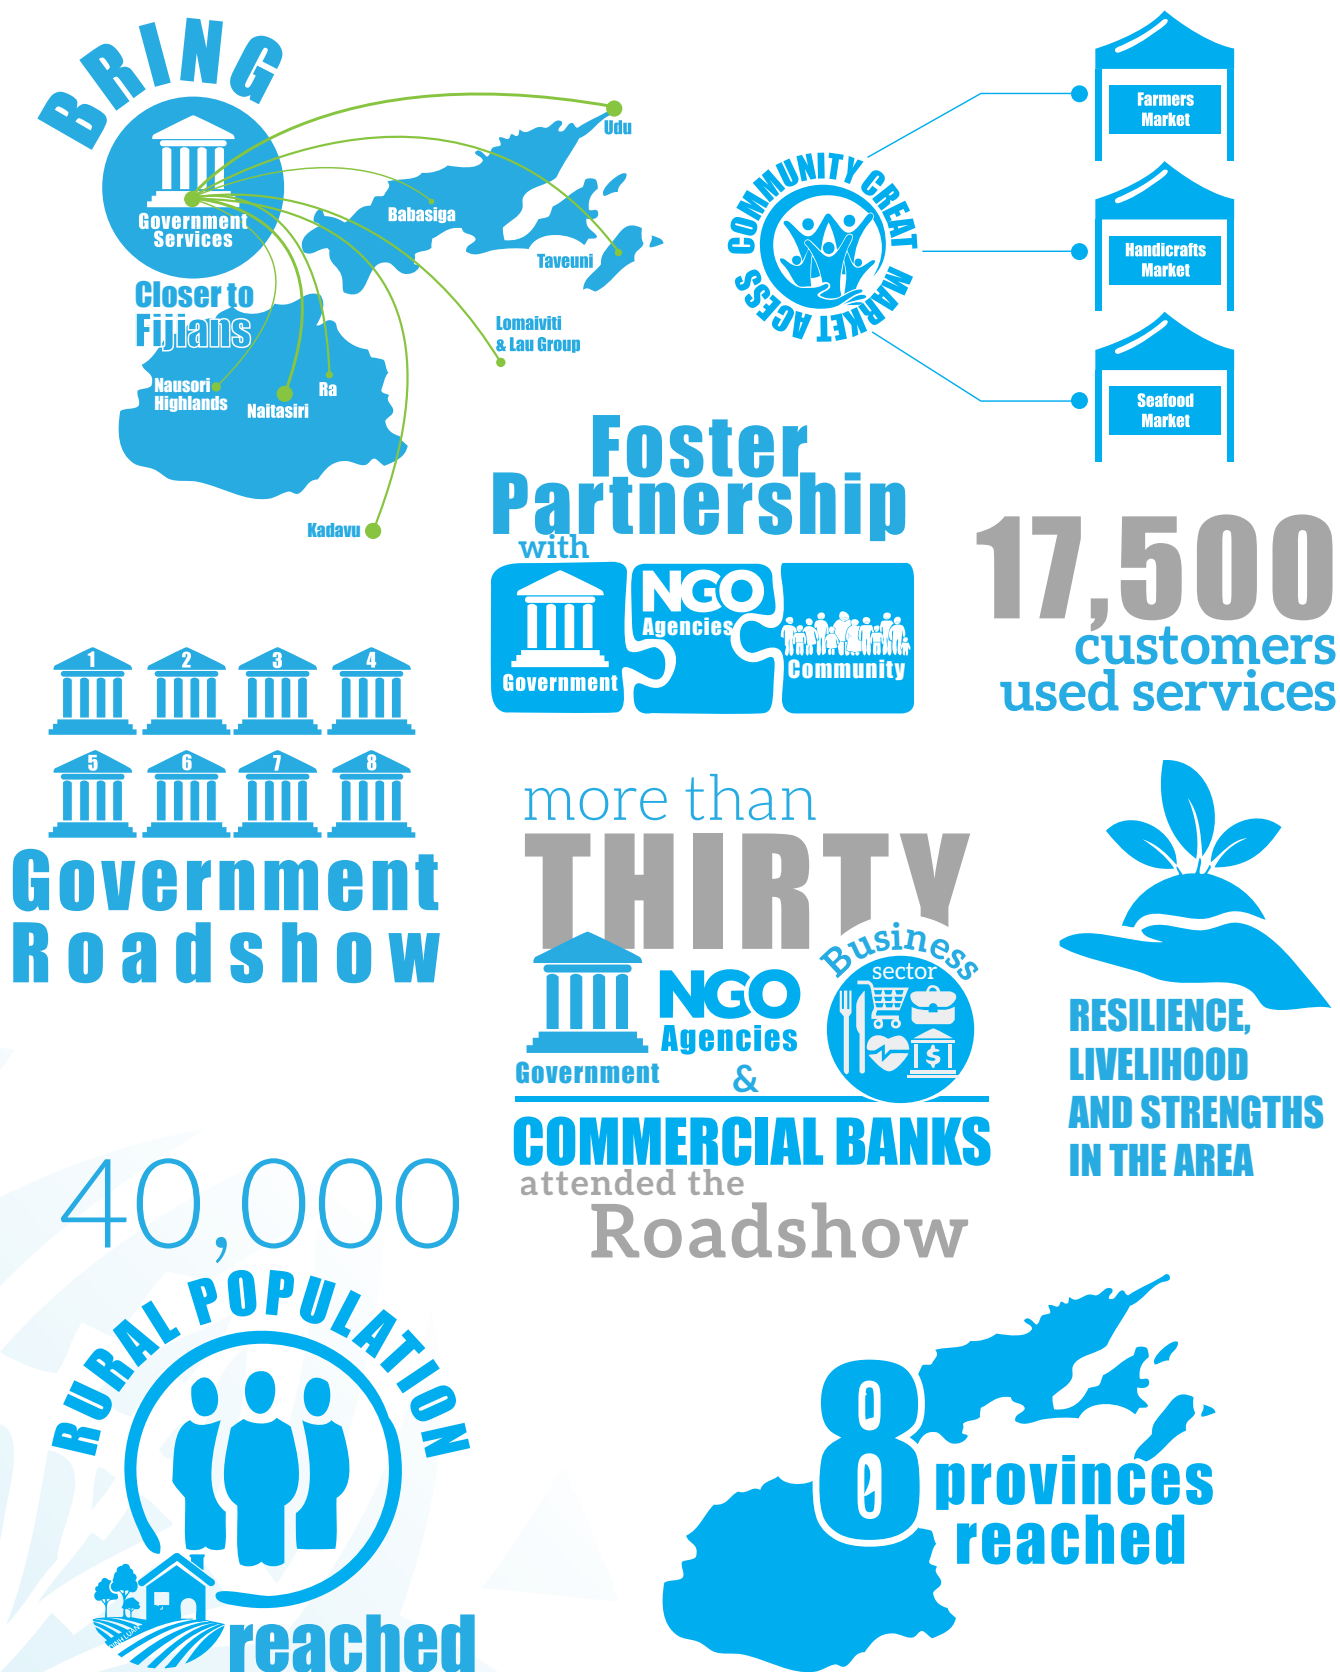 BRING
Government
Services
Closer to
Fijians
Udu
Babasiga
Taveuni
Lomaiviti
& Lau Group
Nausori
Highlands
Naitasiri
Ra
Kadavu
COMMUNITY CREAT MARKET ACESS
Farmers
Market
Handicrafts
Market
Seafood
Market
Foster
Partnership
with
Government
NGO
Agencies
Community
17,500
customers
used services
1 2 3 4
5 6 7 8
Government
Roadshow
more than
THIRTY
Government
NGO
Agencies
&
Business
sector
$
COMMERCIAL BANKS
attended the
Roadshow
RESILIENCE,
LIVELIHOOD
AND STRENGTHS
IN THE AREA
40,000
RURAL POPULATION
reached
8
provinces
reached